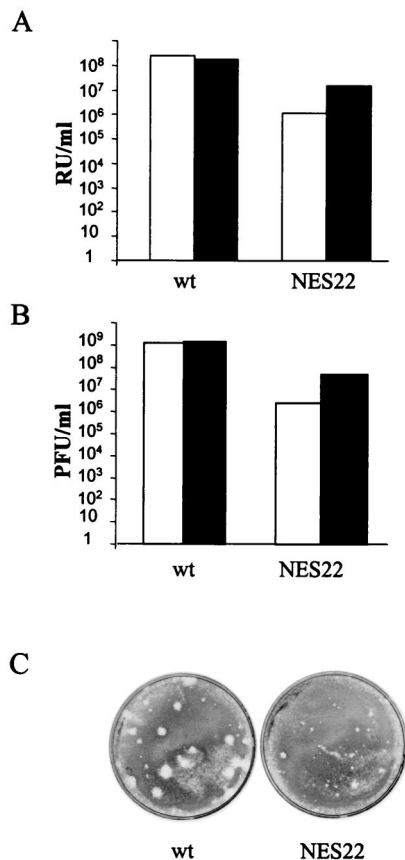 A
RU/ml
10⁸
10⁷
10⁶
10⁵
10⁴
10³
10²
10
1
wt NES22
B
PFU/ml
10⁹
10⁸
10⁷
10⁶
10⁵
10⁴
10³
10²
10
1
wt NES22
C
wt NES22